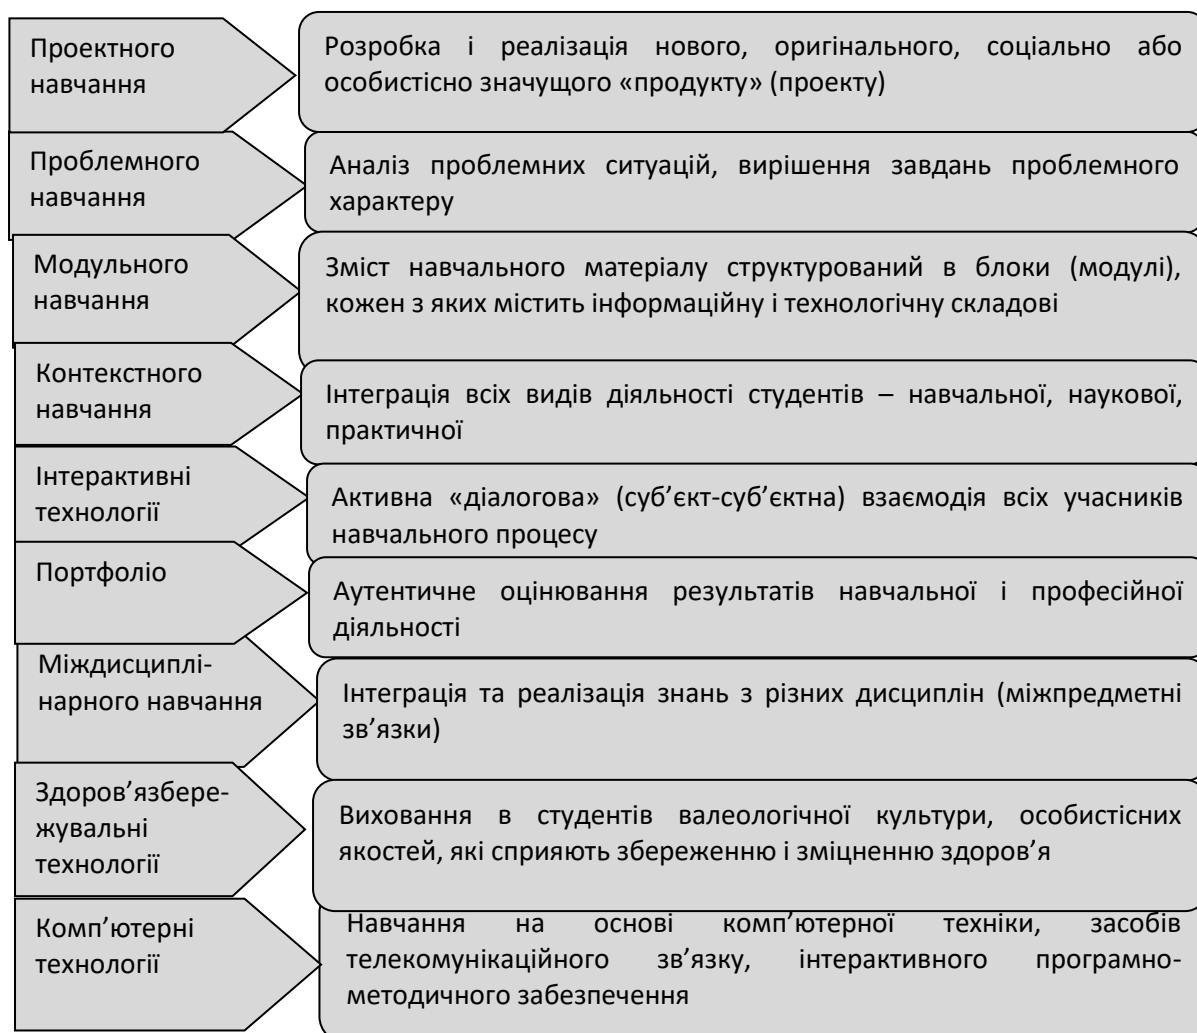 Проектного
навчання
Розробка і реалізація нового, оригінального, соціально або
особистісно значущого «продукту» (проекту)
Проблемного
навчання
Аналіз проблемних ситуацій, вирішення завдань проблемного
характеру
Модульного
навчання
Зміст навчального матеріалу структурований в блоки (модулі),
кожен з яких містить інформаційну і технологічну складові
Контекстного
навчання
Інтеграція всіх видів діяльності студентів – навчальної, наукової,
практичної
Інтерактивні
технології
Активна «діалогова» (суб’єкт-суб’єктна) взаємодія всіх учасників
навчального процесу
Портфоліо
Аутентичне оцінювання результатів навчальної і професійної
діяльності
Міждисциплі-
нарного навчання
Інтеграція та реалізація знань з різних дисциплін (міжпредметні
зв’язки)
Здоров’язбере-
жувальні
технології
Виховання в студентів валеологічної культури, особистісних
якостей, які сприяють збереженню і зміцненню здоров’я
Комп’ютерні
технології
Навчання на основі комп’ютерної техніки, засобів
телекомунікаційного зв’язку, інтерактивного програмно-
методичного забезпечення